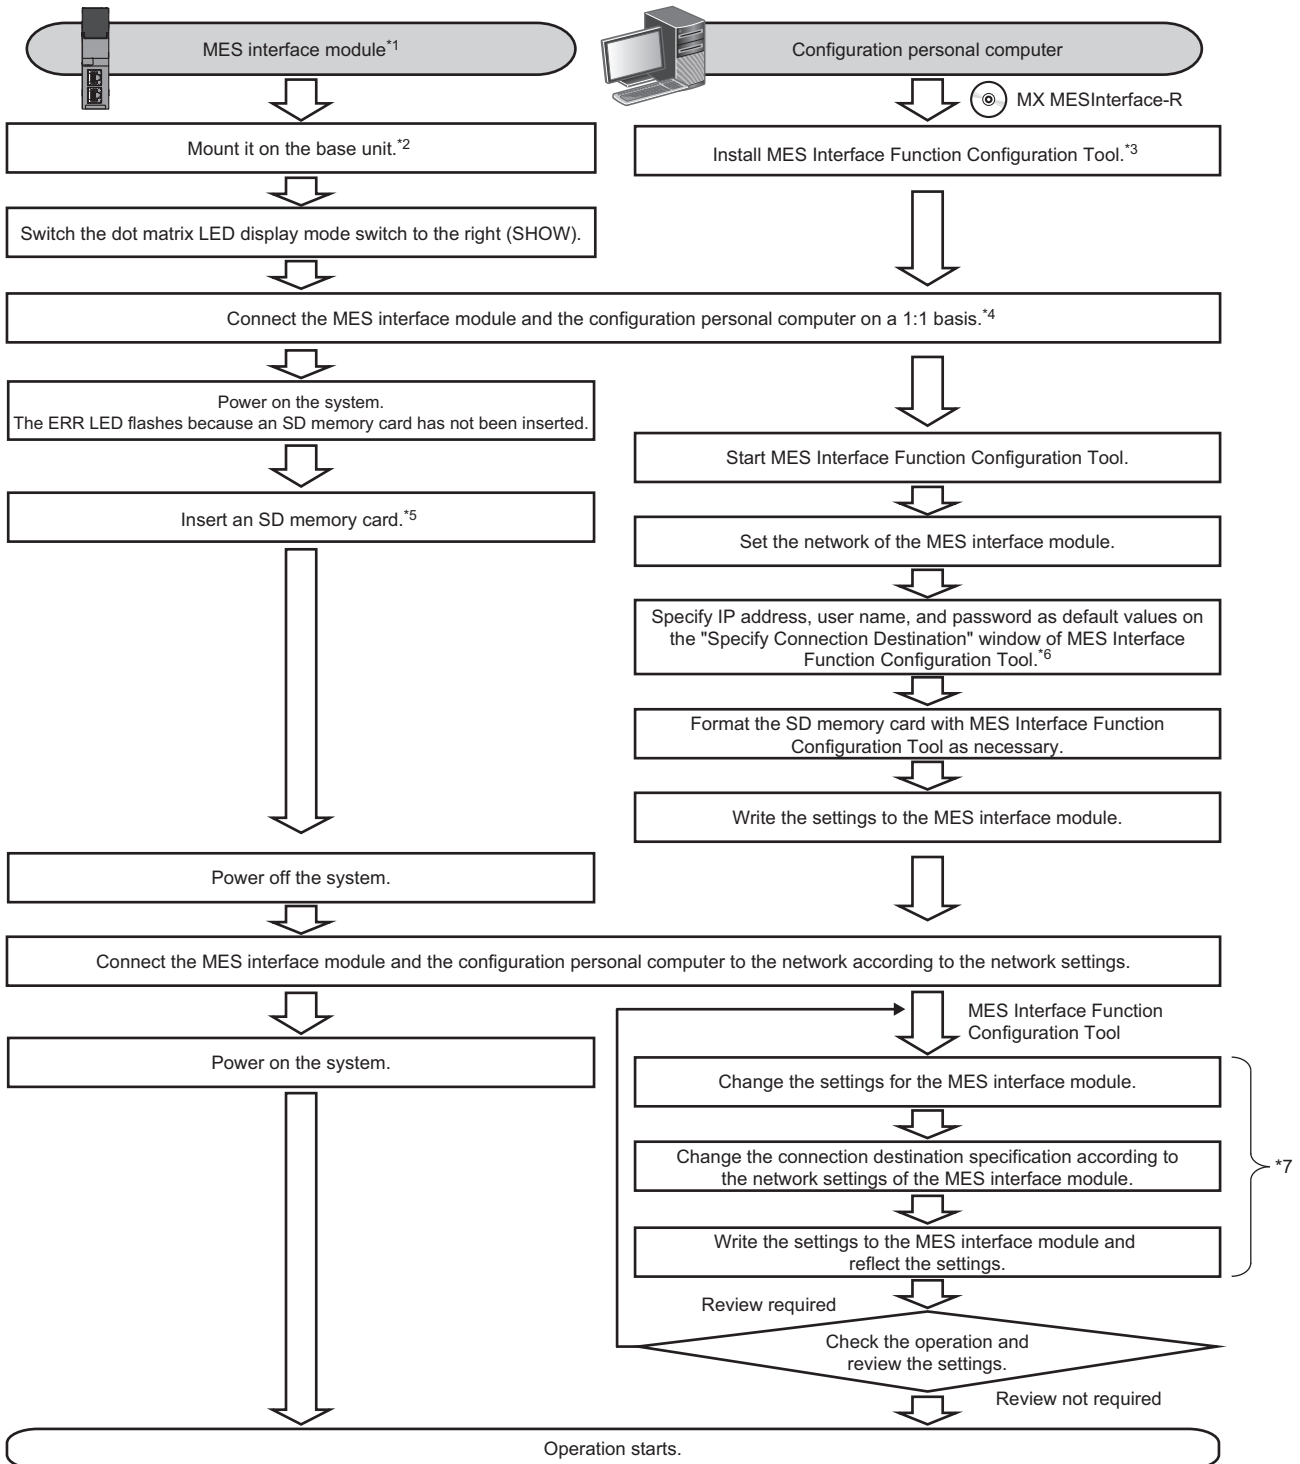 MES interface module*1
Configuration personal computer
MX MESInterface-R
Mount it on the base unit.*2
Install MES Interface Function Configuration Tool.*3
Switch the dot matrix LED display mode switch to the right (SHOW).
Connect the MES interface module and the configuration personal computer on a 1:1 basis.*4
Power on the system.
The ERR LED flashes because an SD memory card has not been inserted.
Start MES Interface Function Configuration Tool.
Insert an SD memory card.*5
Set the network of the MES interface module.
Specify IP address, user name, and password as default values on
the "Specify Connection Destination" window of MES Interface
Function Configuration Tool.*6
Format the SD memory card with MES Interface Function
Configuration Tool as necessary.
Write the settings to the MES interface module.
Power off the system.
Connect the MES interface module and the configuration personal computer to the network according to the network settings.
MES Interface Function
Configuration Tool
Power on the system.
Change the settings for the MES interface module.
Change the connection destination specification according to
the network settings of the MES interface module.
*7
Write the settings to the MES interface module and
reflect the settings.
Review required
Check the operation and
review the settings.
Review not required
Operation starts.